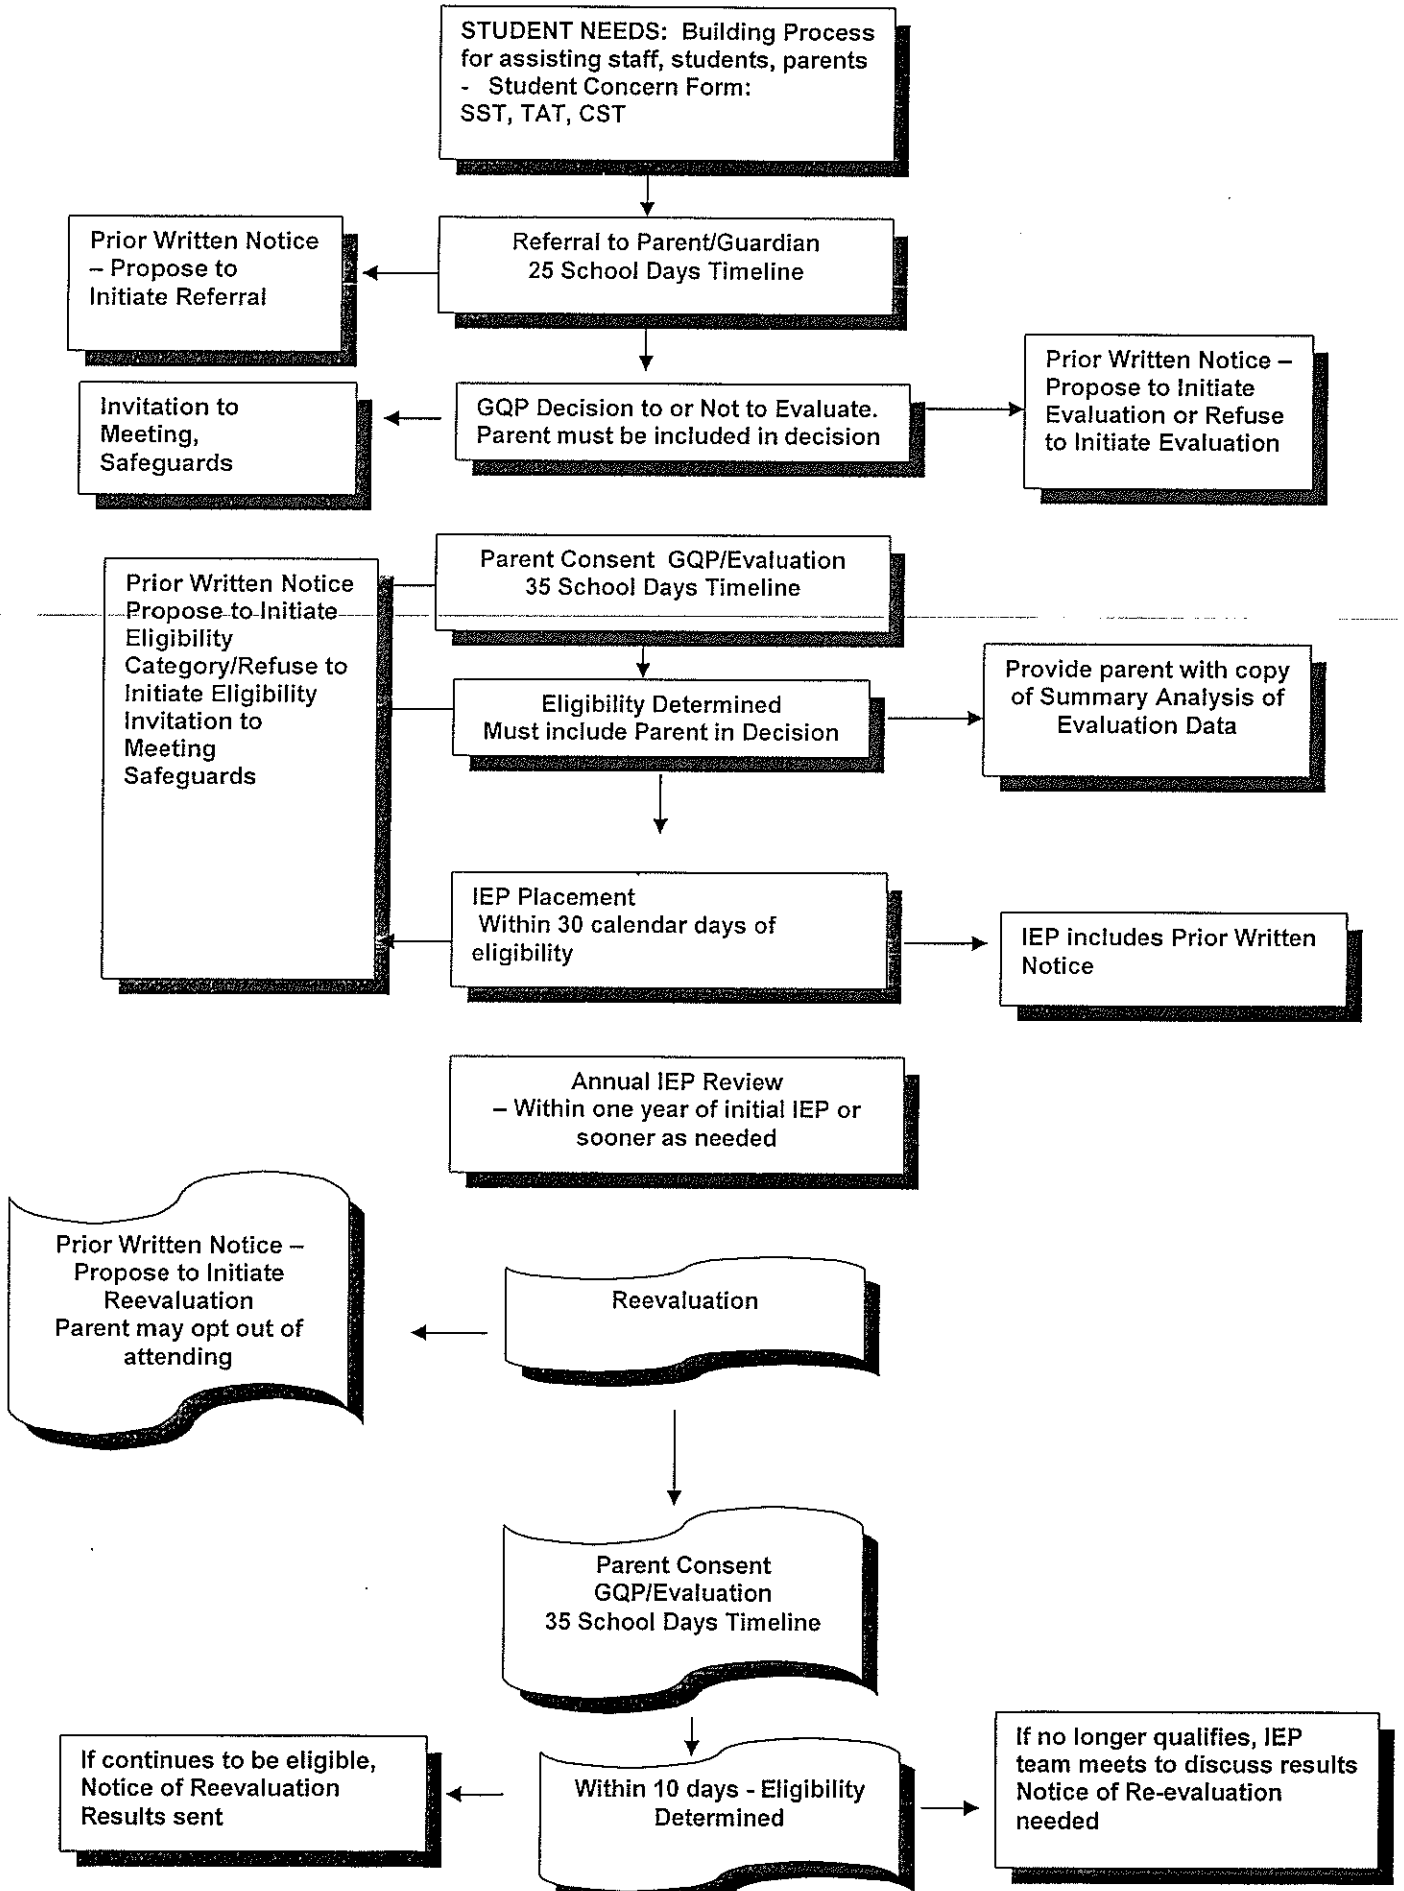 STUDENT NEEDS: Building Process
for assisting staff, students, parents
- Student Concern Form:
SST, TAT, CST
Prior Written Notice
– Propose to
Initiate Referral
Referral to Parent/Guardian
25 School Days Timeline
Invitation to
Meeting,
Safeguards
GQP Decision to or Not to Evaluate.
Parent must be included in decision
Prior Written Notice –
Propose to Initiate
Evaluation or Refuse
to Initiate Evaluation
Prior Written Notice
Propose to Initiate
Eligibility
Category/Refuse to
Initiate Eligibility
Invitation to
Meeting
Safeguards
Parent Consent GQP/Evaluation
35 School Days Timeline
Eligibility Determined
Must include Parent in Decision
Provide parent with copy
of Summary Analysis of
Evaluation Data
IEP Placement
Within 30 calendar days of
eligibility
IEP includes Prior Written
Notice
Annual IEP Review
– Within one year of initial IEP or
sooner as needed
Prior Written Notice –
Propose to Initiate
Reevaluation
Parent may opt out of
attending
Reevaluation
Parent Consent
GQP/Evaluation
35 School Days Timeline
If continues to be eligible,
Notice of Reevaluation
Results sent
Within 10 days - Eligibility
Determined
If no longer qualifies, IEP
team meets to discuss results
Notice of Re-evaluation
needed